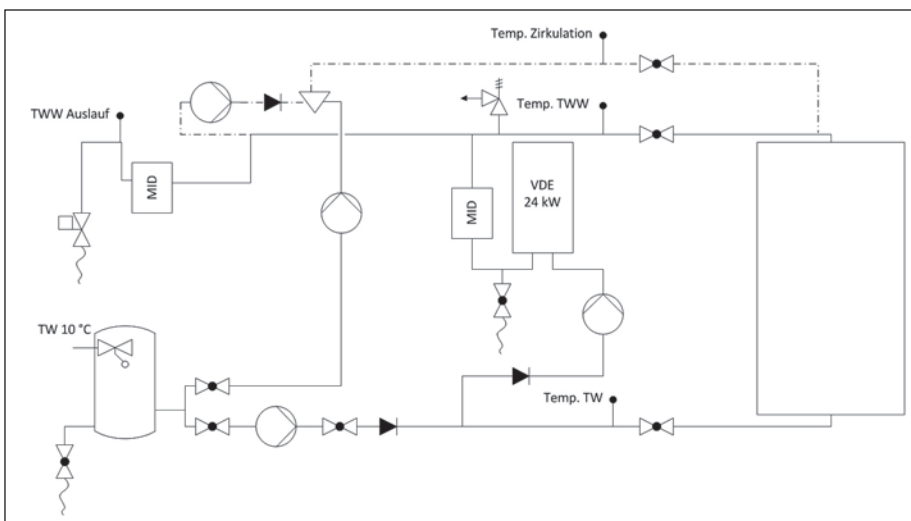 Temp. Zirkulation
TWW Auslauf
Temp. TWW
MID
MID
VDE
24 kW
TW 10 °C
Temp. TW